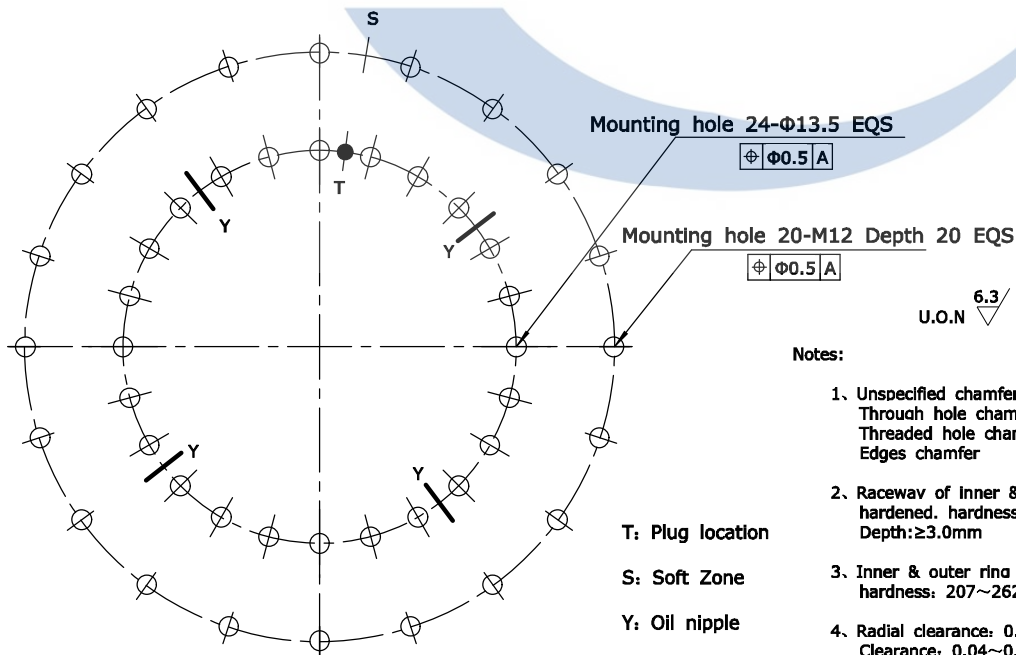 S
Mounting hole 24-Φ13.5 EQS
⌖ Φ0.5 A
T
Y
Y
Mounting hole 20-M12 Depth 20 EQS
⌖ Φ0.5 A
U.O.N 6.3
Notes:
1、Unspecified chamfer
Through hole cham
Threaded hole cham
Edges chamfer
Y
Y
2、Raceway of inner &
hardened. hardness
Depth:≥3.0mm
T: Plug location
S: Soft Zone
3、Inner & outer ring
hardness: 207~262
Y: Oil nipple
4、Radial clearance: 0.
Clearance: 0.04~0.